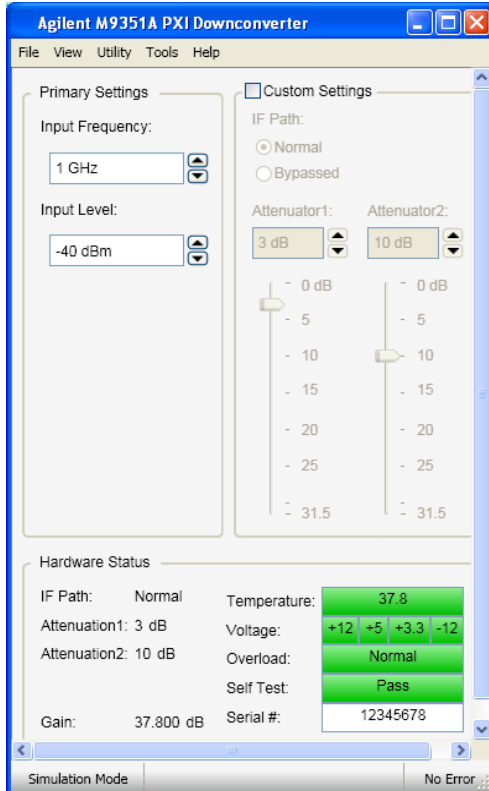 Agilent M9351A PXI Downconverter
File View Utility Tools Help
Primary Settings
Input Frequency:
1 GHz
Input Level:
-40 dBm
Custom Settings
IF Path:
Normal
Bypassed
Attenuator1: Attenuator2:
3 dB 10 dB
0 dB 0 dB
5 5
10 10
15 15
20 20
25 25
31.5 31.5
Hardware Status
IF Path: Normal
Attenuation1: 3 dB
Attenuation2: 10 dB
Gain: 37.800 dB
Temperature: 37.8
Voltage: +12 +5 +3.3 -12
Overload: Normal
Self Test: Pass
Serial #: 12345678
Simulation Mode No Error